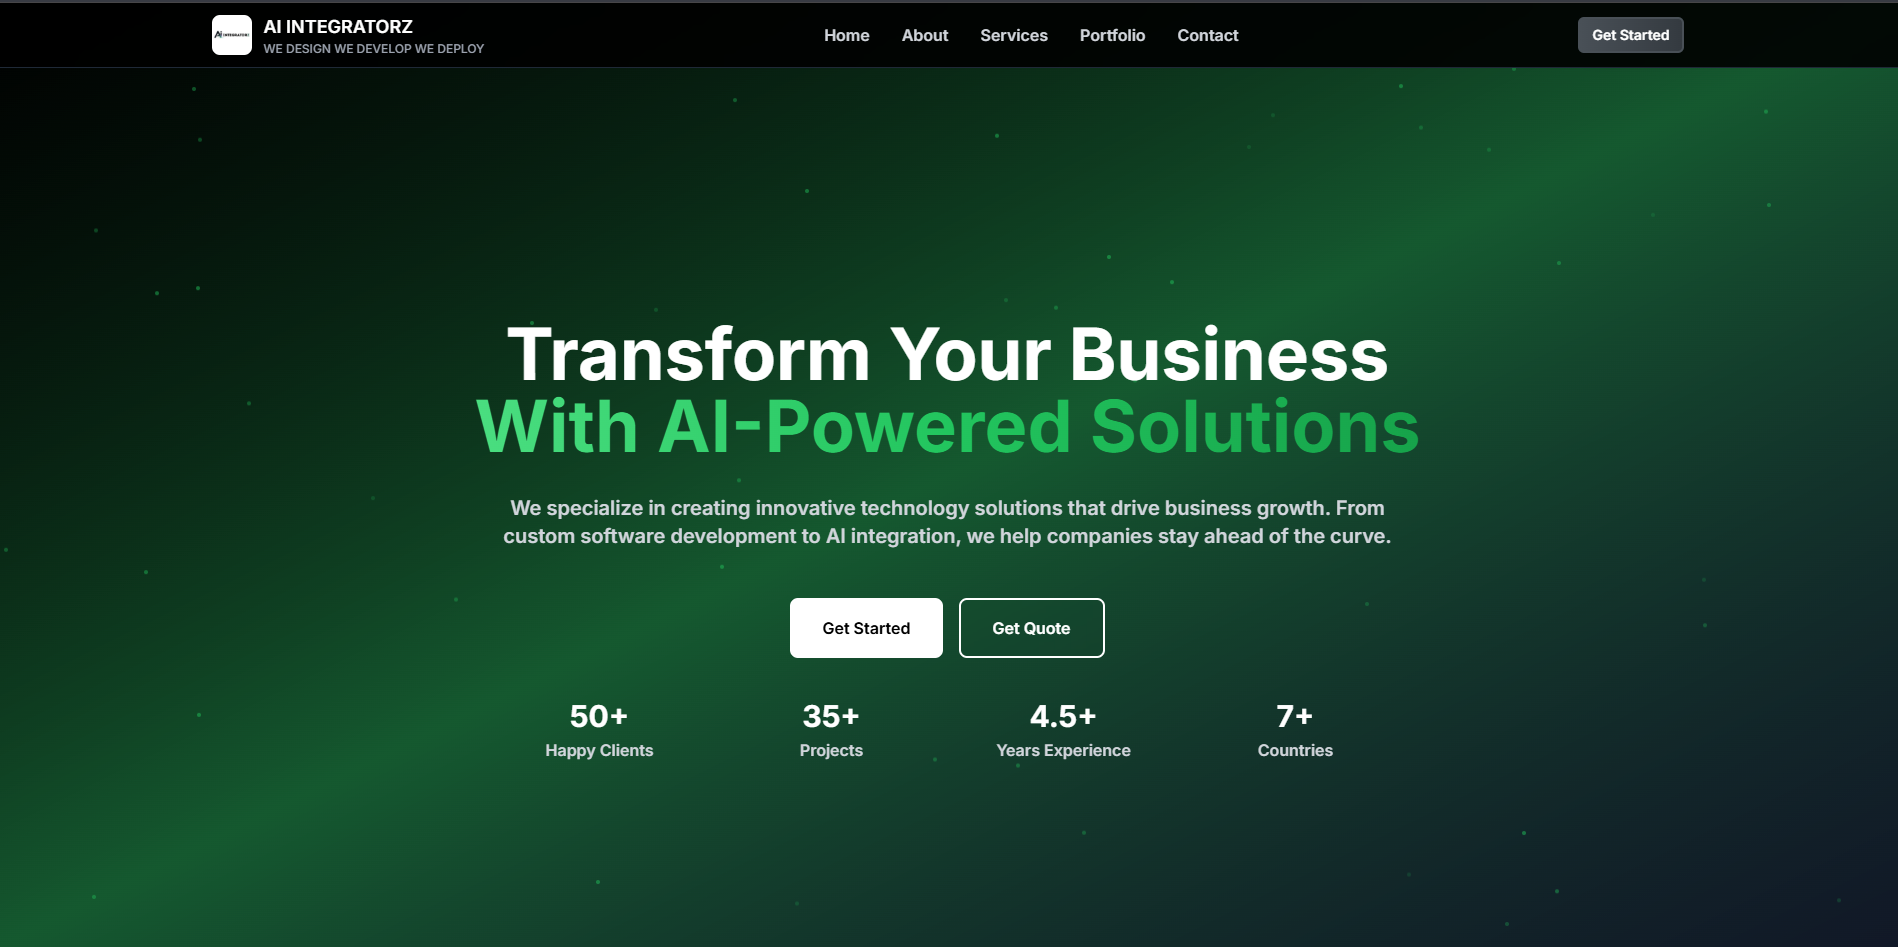 Ai INTEGRATORZ
AI INTEGRATORZ
WE DESIGN WE DEVELOP WE DEPLOY
Home
About
Services
Portfolio
Contact
Get Started
Transform Your Business
With AI-Powered Solutions
We specialize in creating innovative technology solutions that drive business growth. From
custom software development to AI integration, we help companies stay ahead of the curve.
Get Started
Get Quote
50+
Happy Clients
35+
Projects
4.5+
Years Experience
7+
Countries